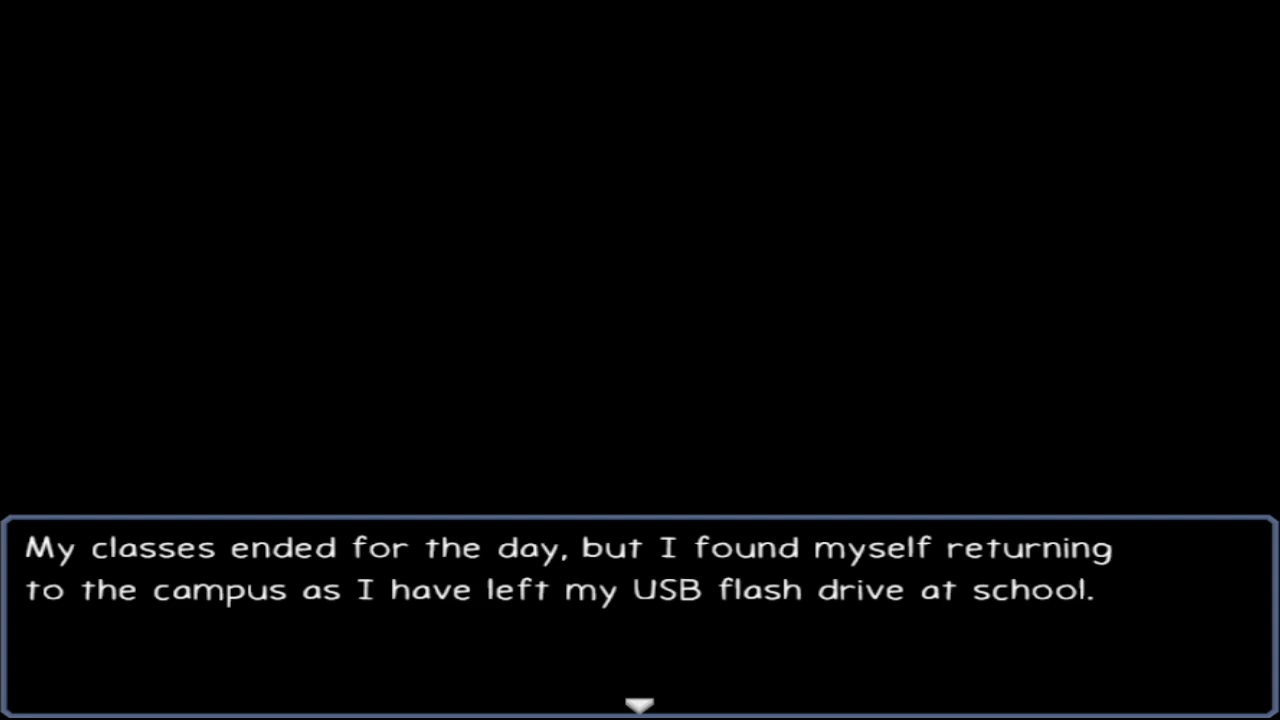 My classes ended for the day, but I found myself returning
to the campus as I have left my USB flash drive at school.